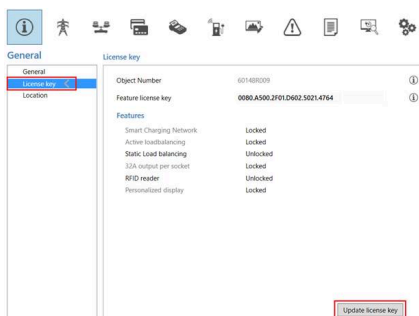 General
License key
General
License key
Location
Object Number 6014BR009
Feature license key 0080.A500.2F01.D602.5021.4764
Features
Smart Charging Network Locked
Active loadbalancing Locked
Static Load balancing Unlocked
32A output per socket Locked
RFID reader Unlocked
Personalized display Locked
Update license key